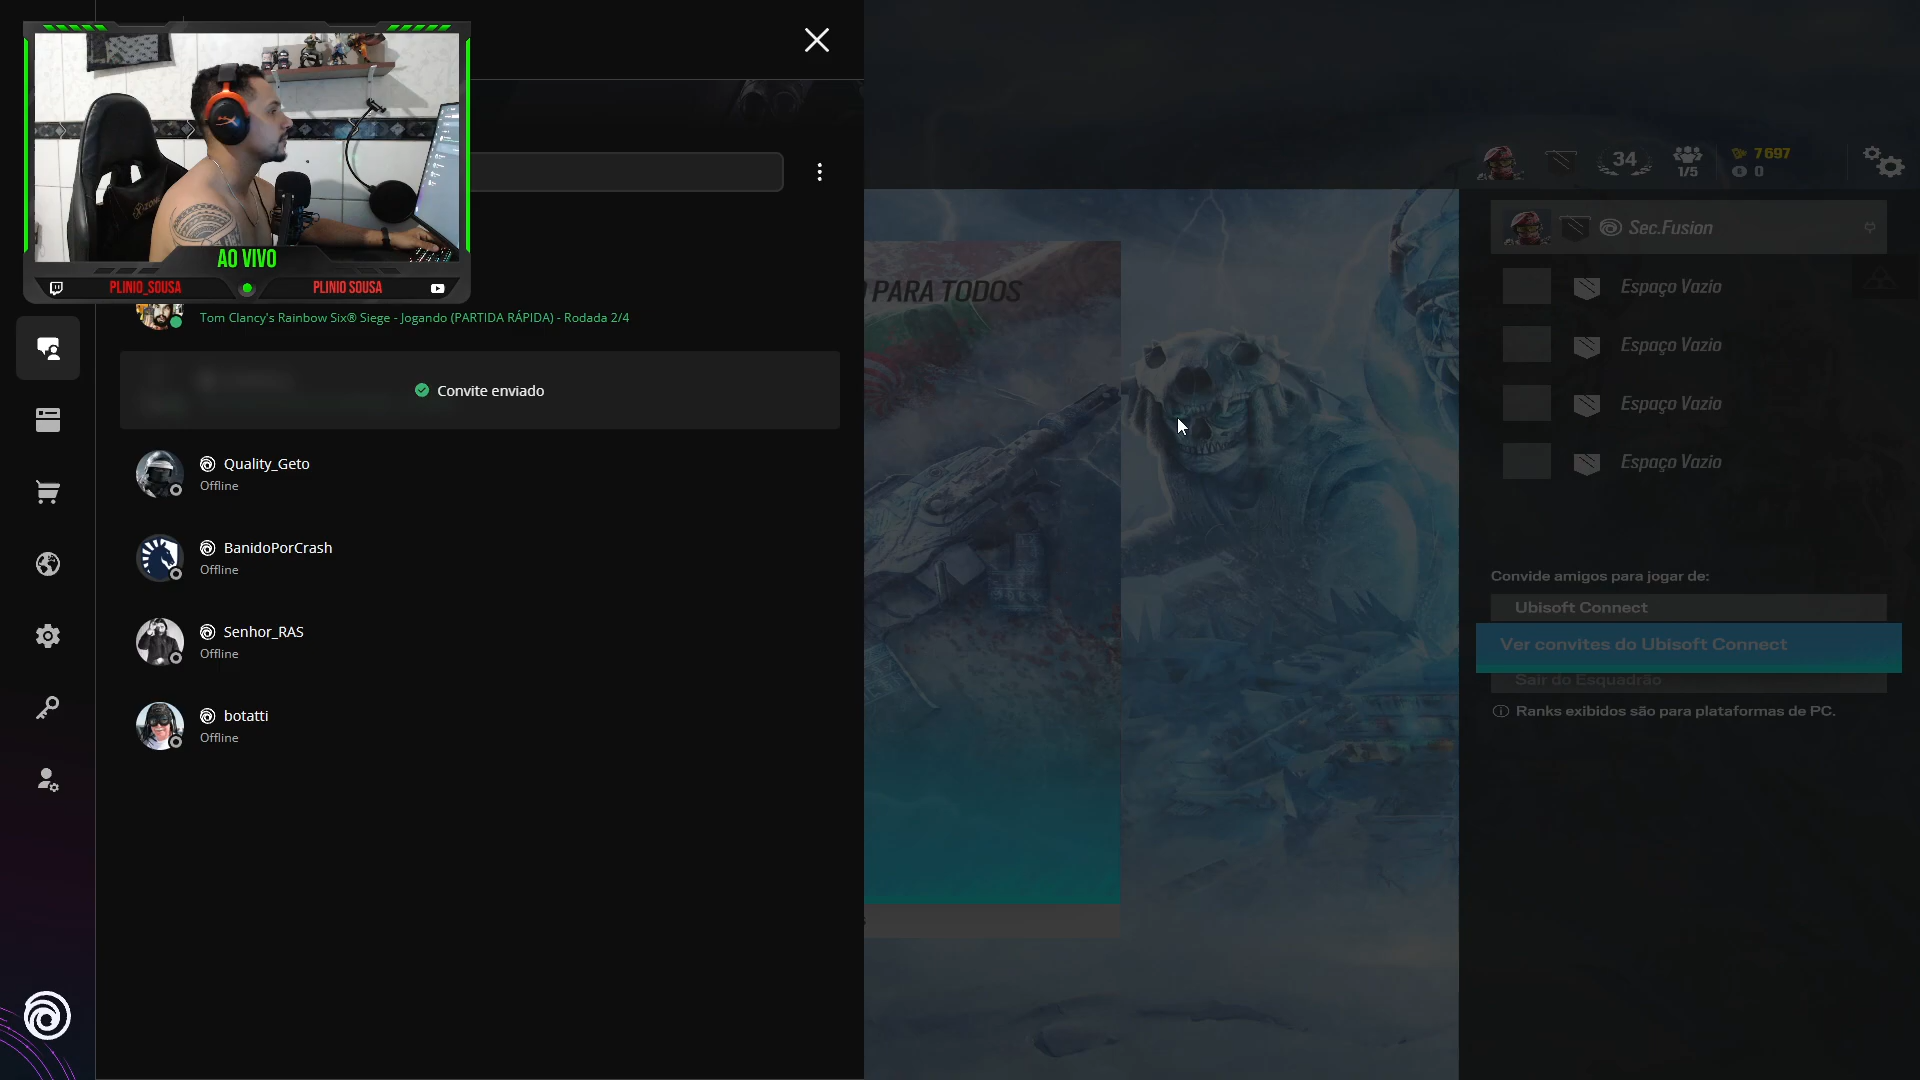 AO VIVO
PLINIO_SOUSA
PLINIO SOUSA
Tom Clancy's Rainbow Six® Siege - Jogando (PARTIDA RÁPIDA) - Rodada 2/4
Convite enviado
Quality_Geto
Offline
BanidoPorCrash
Offline
Senhor_RAS
Offline
botatti
Offline
PARA TODOS
34
1/5
7 697
0
Sec.Fusion
Espaço Vazio
Espaço Vazio
Espaço Vazio
Espaço Vazio
Convide amigos para jogar de:
Ubisoft Connect
Ver convites do Ubisoft Connect
Sair do Esquadrão
Ranks exibidos são para plataformas de PC.